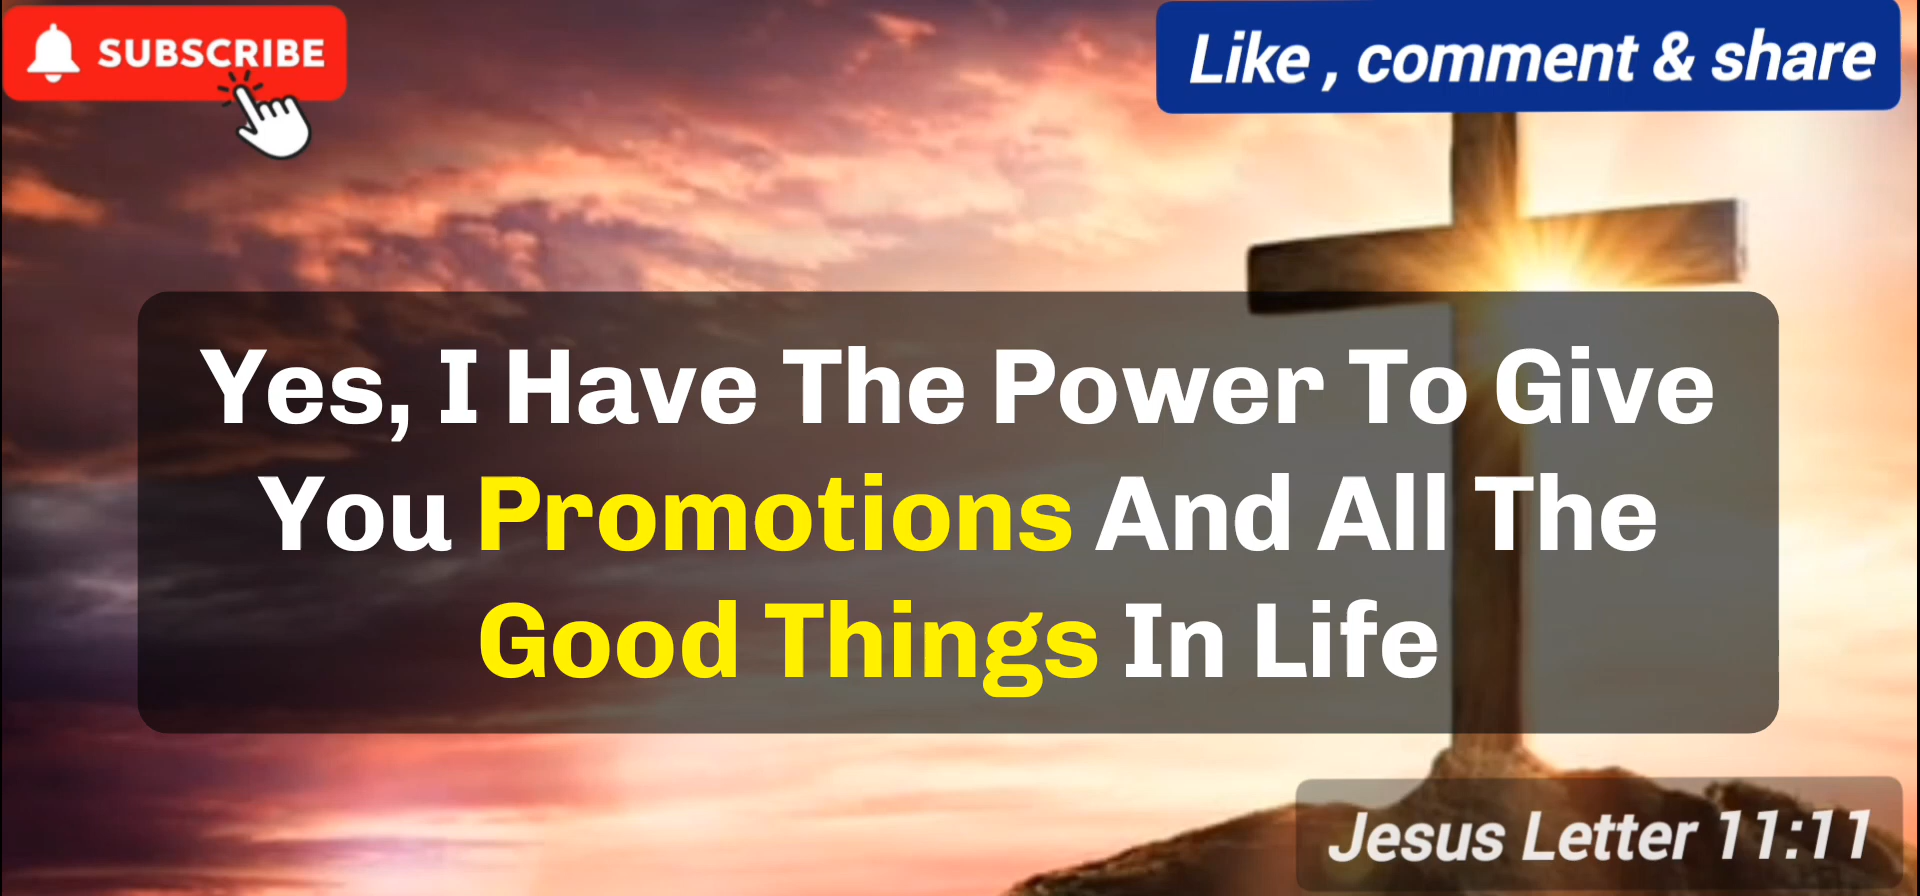 SUBSCRIBE
Like , comment & share
Yes, I Have The Power To Give
You Promotions And All The
Good Things In Life
Jesus Letter 11:11